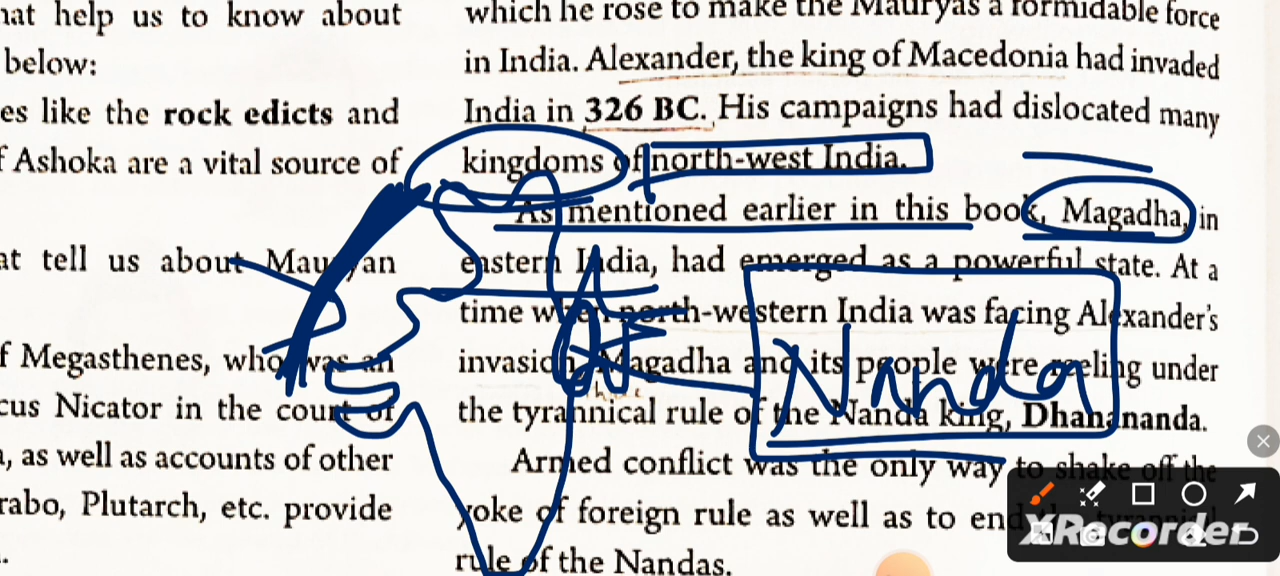 hat help us to know about
below:
es like the rock edicts and
f Ashoka are a vital source of
at tell us about Mauryan
f Megasthenes, who was an
cus Nicator in the court of
, as well as accounts of other
rabo, Plutarch, etc. provide
which he rose to make the Mauryas a formidable force
in India. Alexander, the king of Macedonia had invaded
India in 326 BC. His campaigns had dislocated many
kingdoms of north-west India.
As mentioned earlier in this book, Magadha, in
eastern India, had emerged as a powerful state. At a
time when north-western India was facing Alexander's
invasion, Magadha and its people were reeling under
the tyrannical rule of the Nanda king, Dhanananda.
Armed conflict was the only way to shake off the
yoke of foreign rule as well as to end the tyrannical
rule of the Nandas.
Nanda
XRecorder